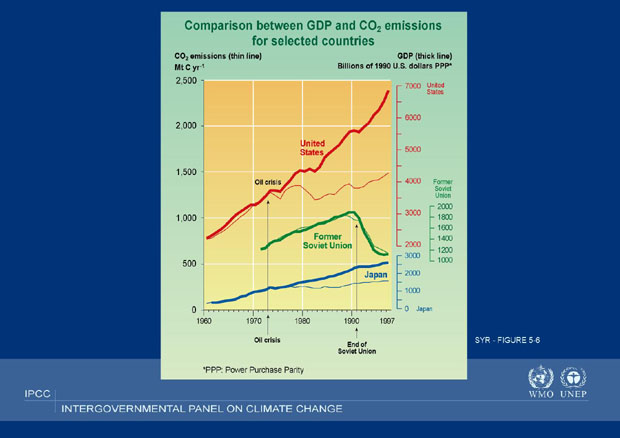 Comparison between GDP and CO₂ emissions
for selected countries
CO₂ emissions (thin line)
Mt C yr⁻¹
GDP (thick line)
Billions of 1990 U.S. dollars PPP*
2,500
2,000
1,500
1,000
500
0
7000
6000
5000
4000
3000
2000
United
States
Former
Soviet
Union
2000
1800
1600
1400
1200
1000
3000
2000
1000
0 Japan
United
States
Oil crisis
Former
Soviet Union
Japan
1960 1970 1980 1990 1997
Oil crisis
End of
Soviet Union
*PPP: Power Purchase Parity
SYR - FIGURE 5-6
WMO UNEP
IPCC
INTERGOVERNMENTAL PANEL ON CLIMATE CHANGE